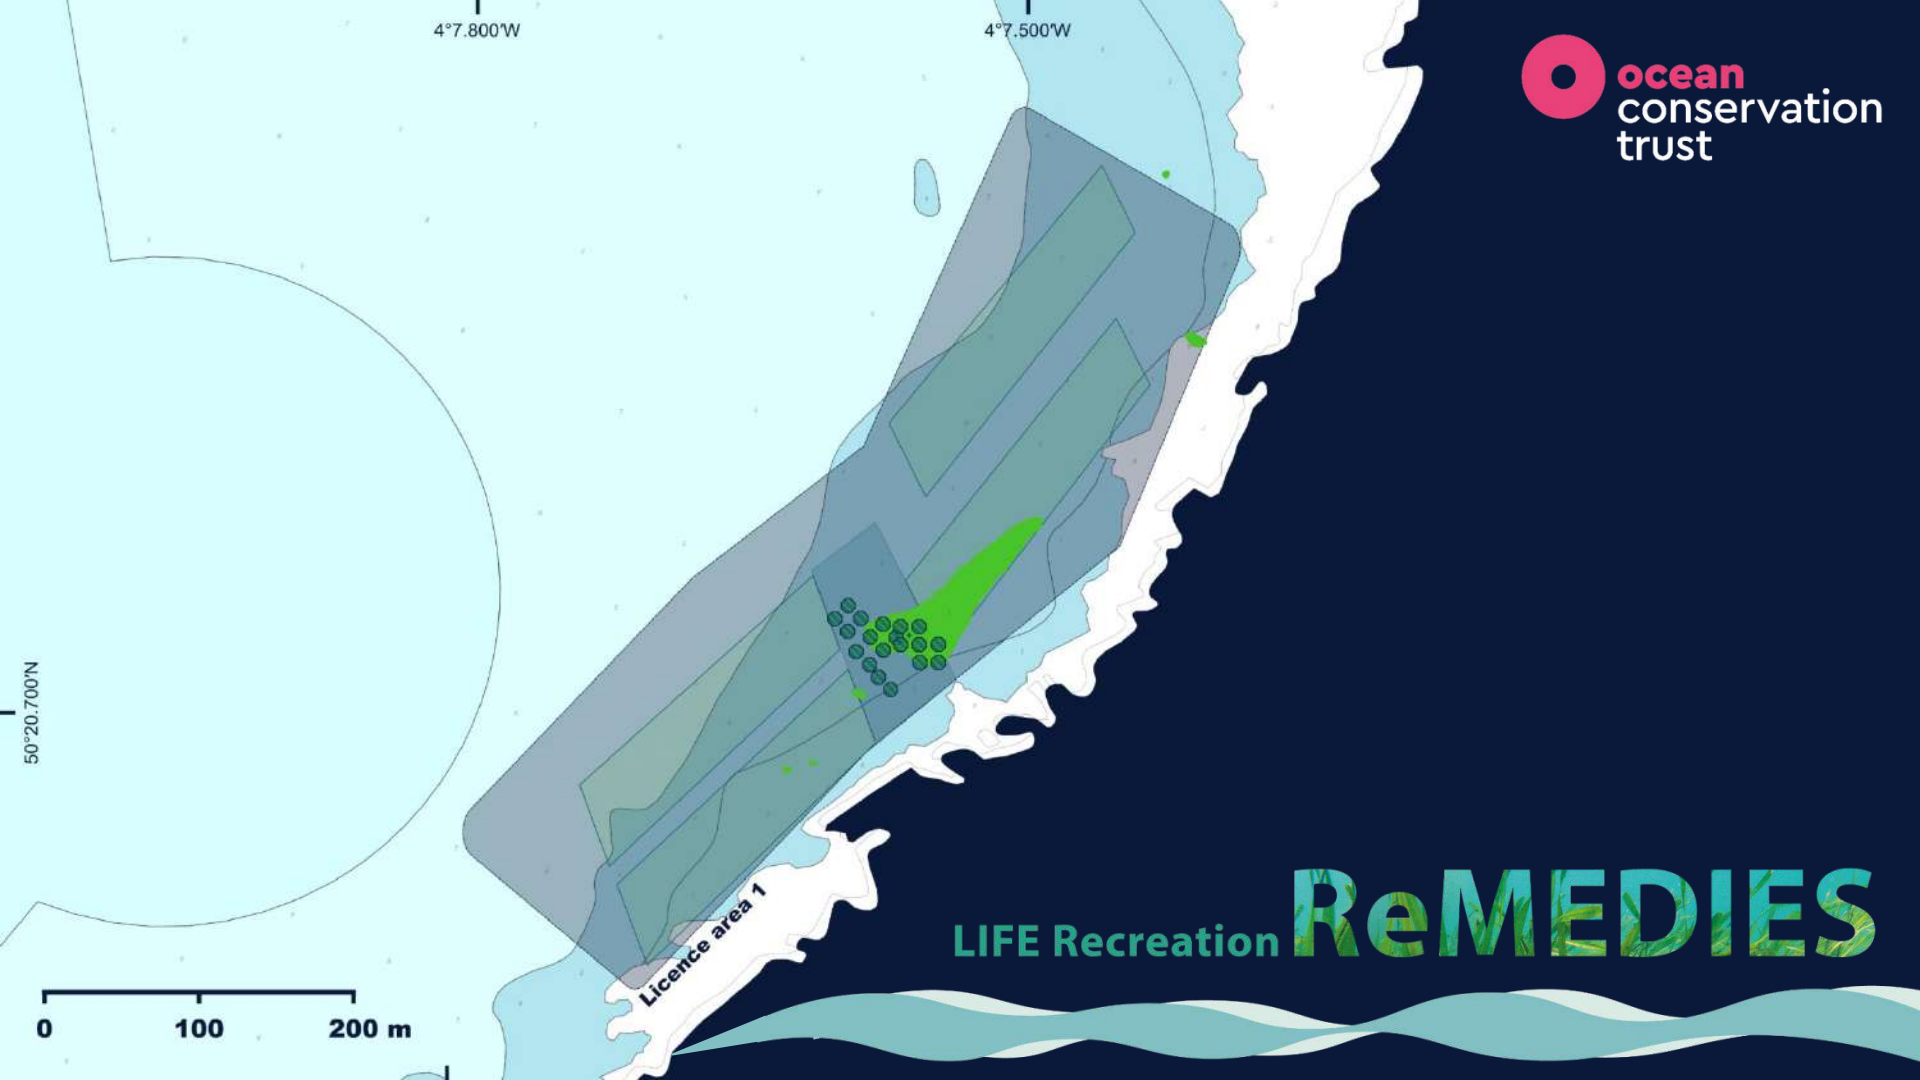 4°7.800'W
4°7.500'W
ocean
conservation
trust
50°20.700'N
Licence area 1
LIFE Recreation ReMEDIES
0 100 200 m